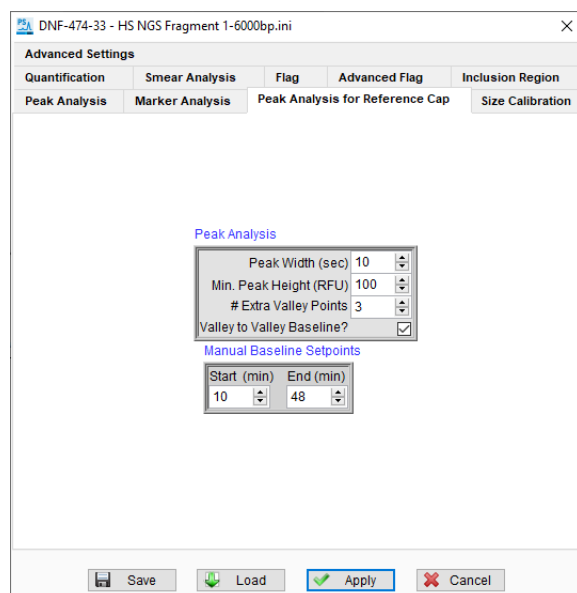 DNF-474-33 - HS NGS Fragment 1-6000bp.ini
Advanced Settings
Quantification Smear Analysis Flag Advanced Flag Inclusion Region
Peak Analysis Marker Analysis Peak Analysis for Reference Cap Size Calibration
Peak Analysis
Peak Width (sec) 10
Min. Peak Height (RFU) 100
# Extra Valley Points 3
Valley to Valley Baseline?
Manual Baseline Setpoints
Start (min) End (min)
10 48
Save Load Apply Cancel